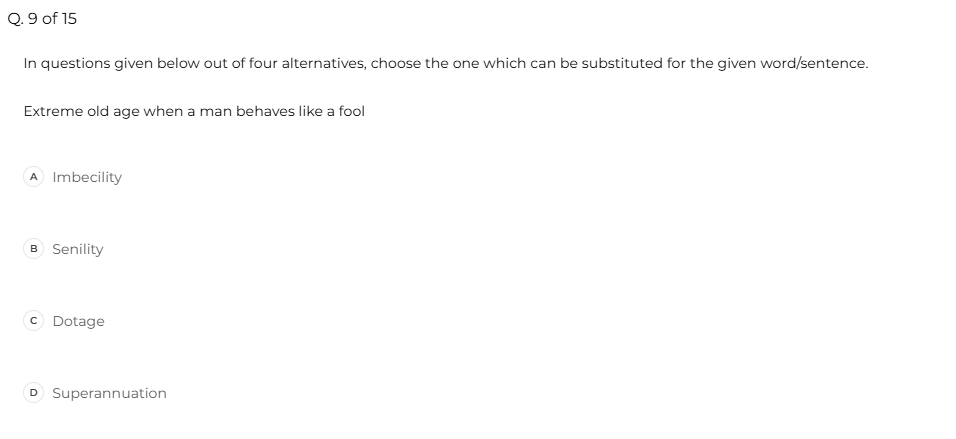 Q. 9 of 15
In questions given below out of four alternatives, choose the one which can be substituted for the given word/sentence.
Extreme old age when a man behaves like a fool
A Imbecility
B Senility
C Dotage
D Superannuation